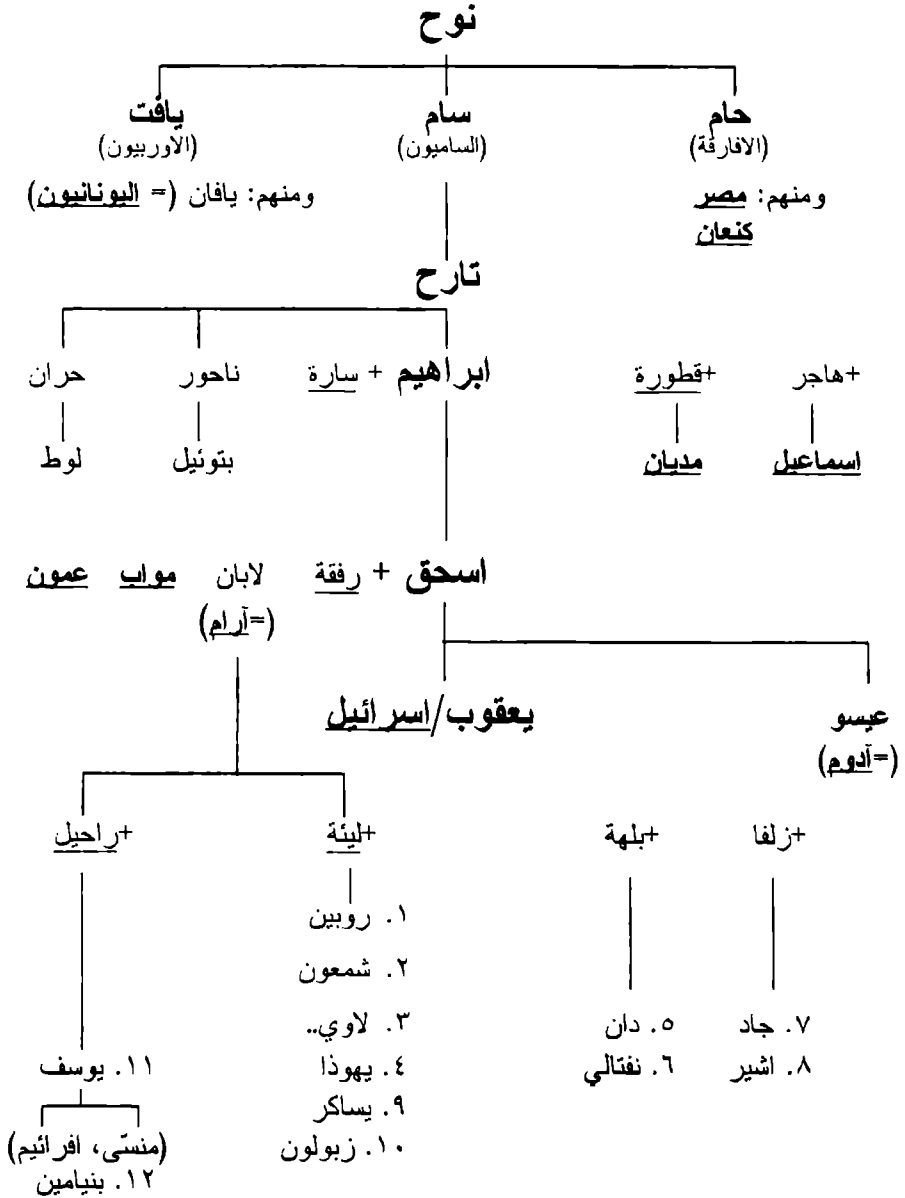 نوح
حام سام يافت
(الافارقة) (الساميون) (الاوربيون)
ومنهم: مصر ومنهم: يافان (= اليونانيون)
كنعان
تارح
+هاجر +قطورة ابراهيم + سارة ناحور حران
اسماعيل مديان بتوئيل لوط
اسحق + رفقة لابان مواب عمون
(=آرام)
عيسو يعقوب/اسرائيل
(=آدوم)
+زلفا +بلهة +ليئة +راحيل
١. روبين
٢. شمعون
٧. جاد ٥. دان ٣. لاوي..
٨. اشير ٦. نفتالي ٤. يهوذا ١١. يوسف
٩. يساكر
١٠. زبولون (منسّى، افرائيم)
١٢. بنيامين